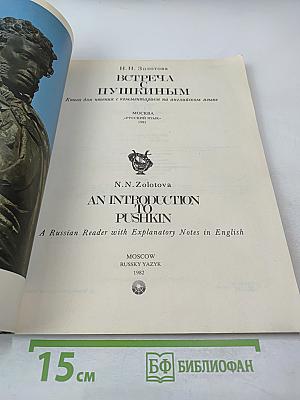 Н. Н. Золотова
ВСТРЕЧА
С
ПУШКИНЫМ
Книга для чтения с комментарием на английском языке
МОСКВА
«РУССКИЙ ЯЗЫК»
N.N.Zolotova
AN INTRODUCTION
TO
PUSHKIN
A Russian Reader with Explanatory Notes in English
MOSCOW
RUSSKY YAZYK
1982
15 см
БФ БИБЛИОФАН